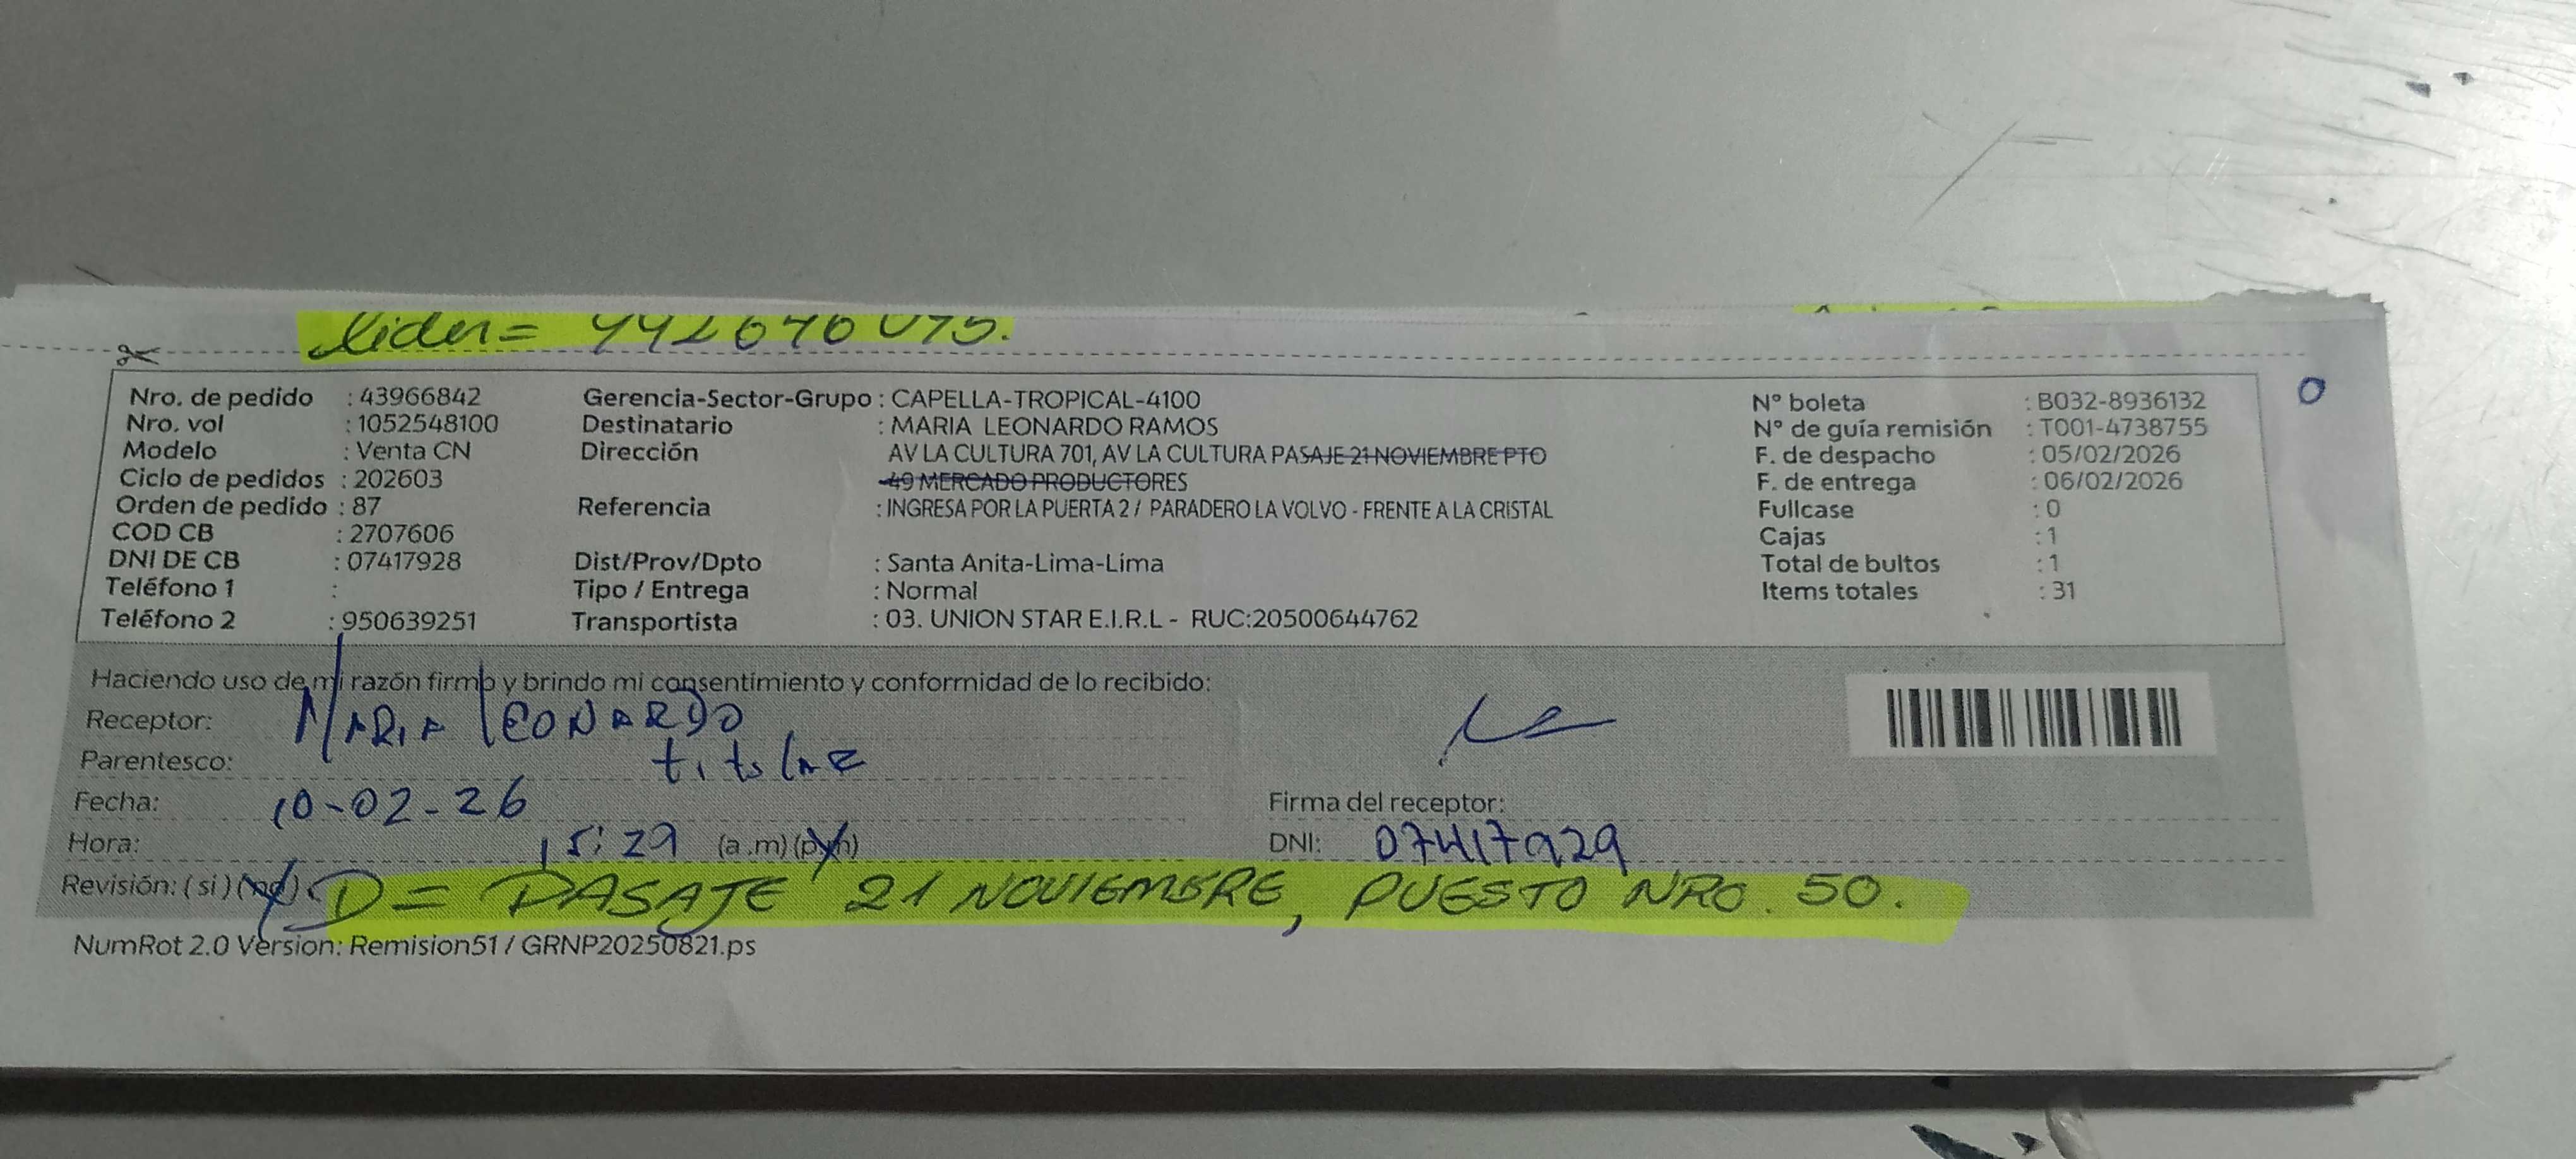 lider=
Nro. de pedido : 43966842 Gerencia-Sector-Grupo : CAPELLA-TROPICAL-4100 N° boleta : B032-8936132
Nro. vol : 1052548100 Destinatario : MARIA LEONARDO RAMOS N° de guía remisión : T001-4738755
Modelo : Venta CN Dirección AV LA CULTURA 701, AV LA CULTURA PASAJE 21 NOVIEMBRE PTO F. de despacho : 05/02/2026
Ciclo de pedidos : 202603 49 MERCADO PRODUCTORES F. de entrega : 06/02/2026
Orden de pedido : 87 Referencia : INGRESA POR LA PUERTA 2 / PARADERO LA VOLVO - FRENTE A LA CRISTAL Fullcase : 0
COD CB : 2707606 Cajas : 1
DNI DE CB : 07417928 Dist/Prov/Dpto : Santa Anita-Lima-Lima Total de bultos : 1
Teléfono 1 : Tipo / Entrega : Normal Items totales : 31
Teléfono 2 : 950639251 Transportista : 03. UNION STAR E.I.R.L - RUC:20500644762
Haciendo uso de mi razón firmo y brindo mi consentimiento y conformidad de lo recibido:
Receptor: MARIA LEONARDO
Parentesco: titular
Fecha: 10-02-26 Firma del receptor:
Hora: 15:29 (a.m) (p.m) DNI: 07417929
Revisión: (si) (no) D = PASAJE 21 NOVIEMBRE, PUESTO NRO. 50.
NumRot 2.0 Version: Remision51 / GRNP20250821.ps